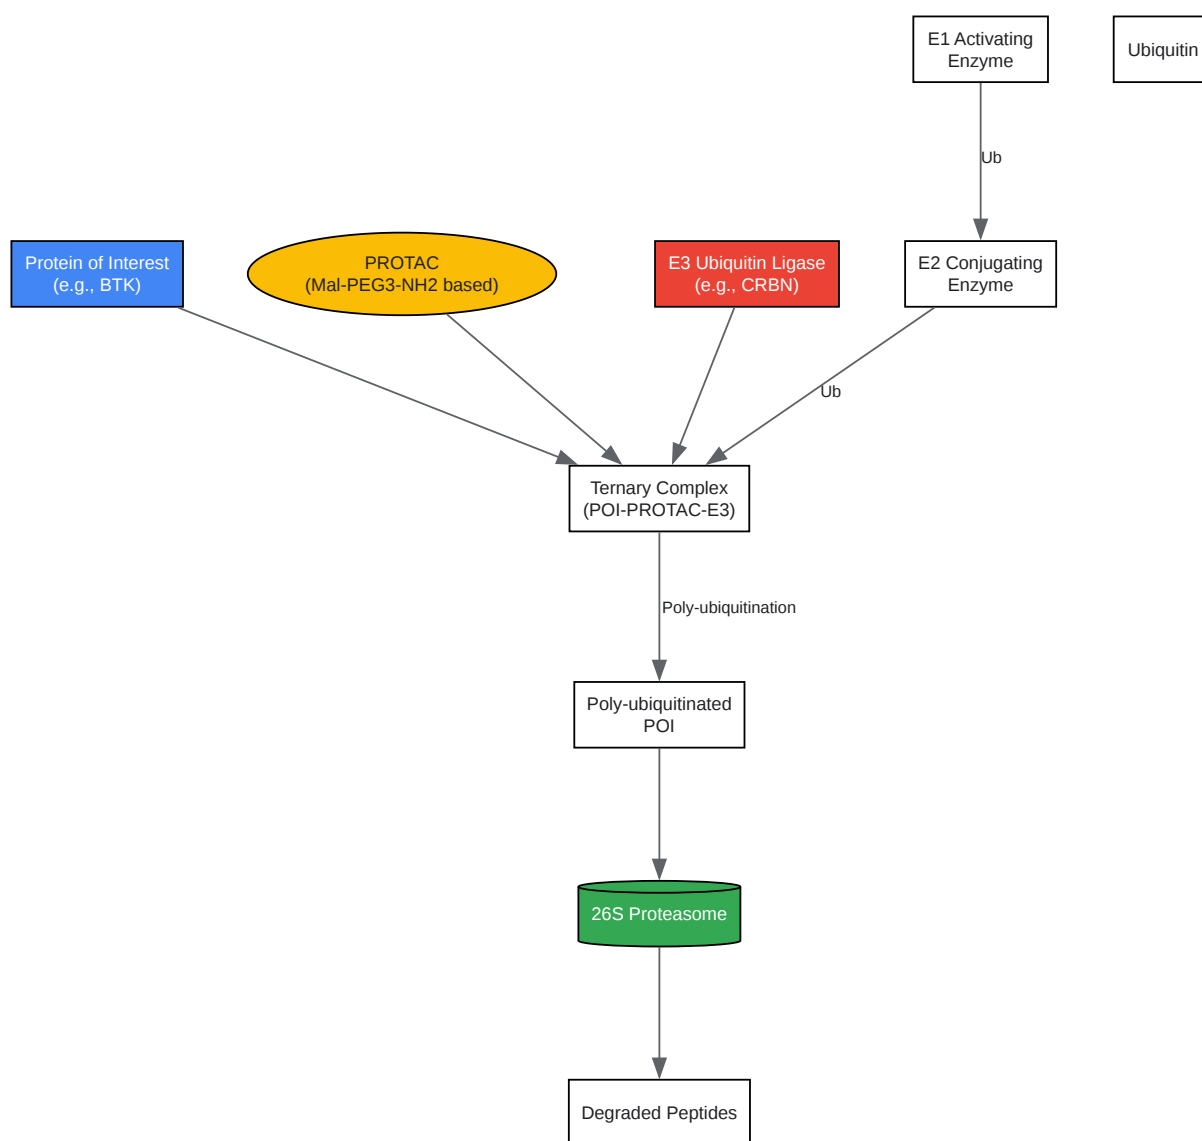 E1 Activating
Enzyme
Ubiquitin
Ub
Protein of Interest
(e.g., BTK)
PROTAC
(Mal-PEG3-NH2 based)
E3 Ubiquitin Ligase
(e.g., CRBN)
E2 Conjugating
Enzyme
Ub
Ternary Complex
(POI-PROTAC-E3)
Poly-ubiquitination
Poly-ubiquitinated
POI
26S Proteasome
Degraded Peptides